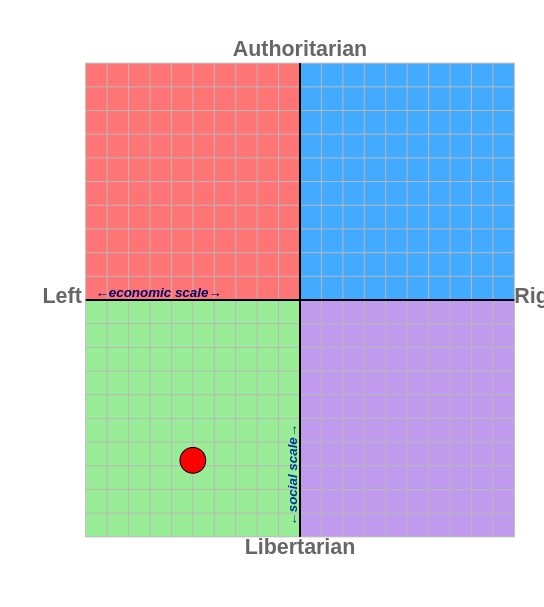 Authoritarian
Left
←economic scale→
Rig
←social scale→
Libertarian